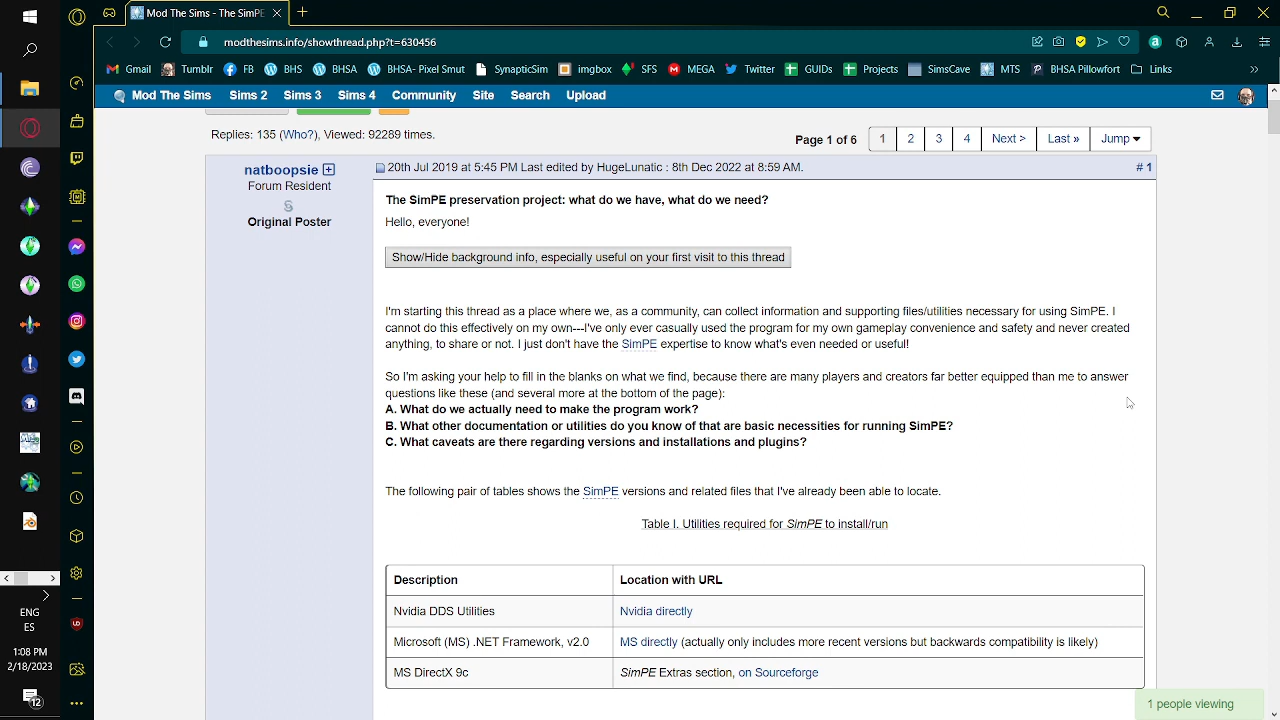 Mod The Sims - The SimPE
modthesims.info/showthread.php?t=630456
Gmail Tumblr FB BHS BHSA BHSA- Pixel Smut SynapticSim imgbox SFS MEGA Twitter GUIDs Projects SimsCave MTS BHSA Pillowfort Links
Mod The Sims Sims 2 Sims 3 Sims 4 Community Site Search Upload
Replies: 135 (Who?), Viewed: 92289 times.
Page 1 of 6 1 2 3 4 Next > Last » Jump
natboopsie
Forum Resident
Original Poster
20th Jul 2019 at 5:45 PM Last edited by HugeLunatic : 8th Dec 2022 at 8:59 AM. # 1
The SimPE preservation project: what do we have, what do we need?
Hello, everyone!
Show/Hide background info, especially useful on your first visit to this thread
I'm starting this thread as a place where we, as a community, can collect information and supporting files/utilities necessary for using SimPE. I
cannot do this effectively on my own---I've only ever casually used the program for my own gameplay convenience and safety and never created
anything, to share or not. I just don't have the SimPE expertise to know what's even needed or useful!
So I'm asking your help to fill in the blanks on what we find, because there are many players and creators far better equipped than me to answer
questions like these (and several more at the bottom of the page):
A. What do we actually need to make the program work?
B. What other documentation or utilities do you know of that are basic necessities for running SimPE?
C. What caveats are there regarding versions and installations and plugins?
The following pair of tables shows the SimPE versions and related files that I've already been able to locate.
Table I. Utilities required for SimPE to install/run
Description Location with URL
Nvidia DDS Utilities Nvidia directly
Microsoft (MS) .NET Framework, v2.0 MS directly (actually only includes more recent versions but backwards compatibility is likely)
MS DirectX 9c SimPE Extras section, on Sourceforge
1 people viewing
ENG
ES
1:08 PM
2/18/2023
12